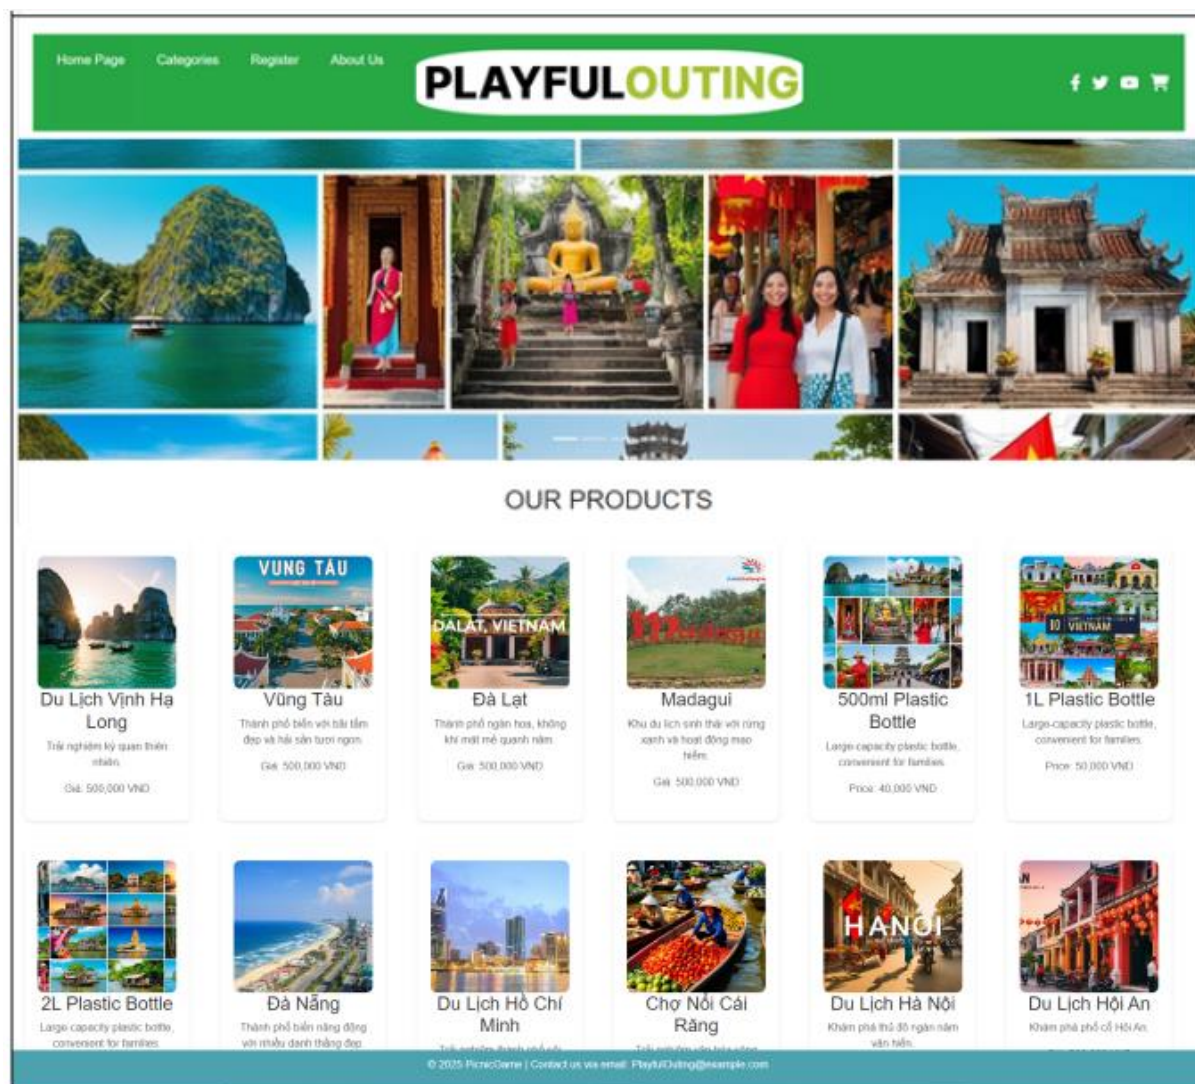 Home Page Categories Register About Us
PLAYFULOUTING
OUR PRODUCTS
VUNG TÀU
DALAT, VIETNAM
Madagui
10
VIETNAM
Du Lịch Vịnh Hạ
Long
Trải nghiệm kỳ quan thiên
nhiên.
Giá: 500,000 VND
Vũng Tàu
Thành phố biển với bãi tắm
đẹp và hải sản tươi ngon.
Giá: 500,000 VND
Đà Lạt
Thành phố ngàn hoa, không
khí mát mẻ quanh năm.
Giá: 500,000 VND
Madagui
Khu du lịch sinh thái với rừng
xanh và hoạt động mạo
hiểm.
Giá: 500,000 VND
500ml Plastic
Bottle
Large-capacity plastic bottle,
convenient for families.
Price: 40,000 VND
1L Plastic Bottle
Large-capacity plastic bottle,
convenient for families.
Price: 50,000 VND
HANOI
AN
2L Plastic Bottle
Large-capacity plastic bottle,
convenient for families.
Đà Nẵng
Thành phố biển năng động
với nhiều danh thắng đẹp.
Du Lịch Hồ Chí
Minh
Chợ Nổi Cái
Răng
Du Lịch Hà Nội
Khám phá thủ đô ngàn năm
văn hiến.
Du Lịch Hội An
Khám phá phố cổ Hội An.
© 2025 PicnicGame | Contact us via email: PlayfulOuting@example.com